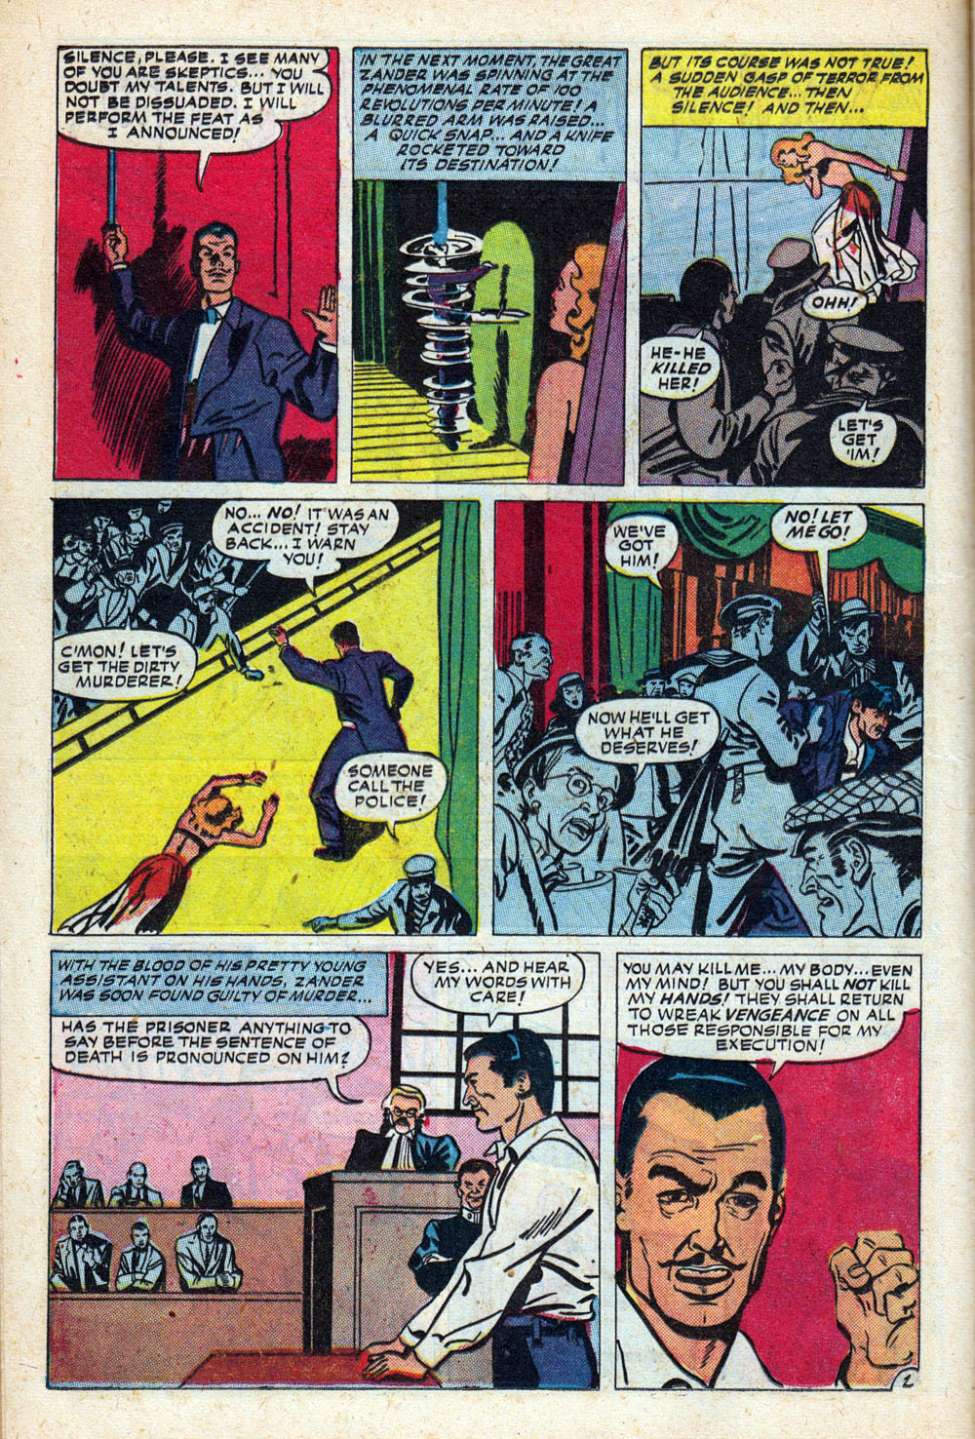 SILENCE, PLEASE. I SEE MANY
OF YOU ARE SKEPTICS... YOU
DOUBT MY TALENTS. BUT I WILL
NOT BE DISSUADED. I WILL
PERFORM THE FEAT AS
I ANNOUNCED!
IN THE NEXT MOMENT, THE GREAT
ZANDER WAS SPINNING AT THE
PHENOMENAL RATE OF 100
REVOLUTIONS PER MINUTE! A
BLURRED ARM WAS RAISED...
A QUICK SNAP... AND A KNIFE
ROCKETED TOWARD
ITS DESTINATION!
BUT ITS COURSE WAS NOT TRUE!
A SUDDEN GASP OF TERROR FROM
THE AUDIENCE... THEN
SILENCE! AND THEN...
OHH!
HE-HE
KILLED
HER!
LET'S
GET
'IM!
NO... NO! IT WAS AN
ACCIDENT! STAY
BACK... I WARN
YOU!
C'MON! LET'S
GET THE DIRTY
MURDERER!
SOMEONE
CALL THE
POLICE!
WE'VE
GOT
HIM!
NO! LET
ME GO!
NOW HE'LL GET
WHAT HE
DESERVES!
WITH THE BLOOD OF HIS PRETTY YOUNG
ASSISTANT ON HIS HANDS, ZANDER
WAS SOON FOUND GUILTY OF MURDER...
HAS THE PRISONER ANYTHING TO
SAY BEFORE THE SENTENCE OF
DEATH IS PRONOUNCED ON HIM?
YES... AND HEAR
MY WORDS WITH
CARE!
YOU MAY KILL ME... MY BODY... EVEN
MY MIND! BUT YOU SHALL NOT KILL
MY HANDS! THEY SHALL RETURN
TO WREAK VENGEANCE ON ALL
THOSE RESPONSIBLE FOR MY
EXECUTION!
2